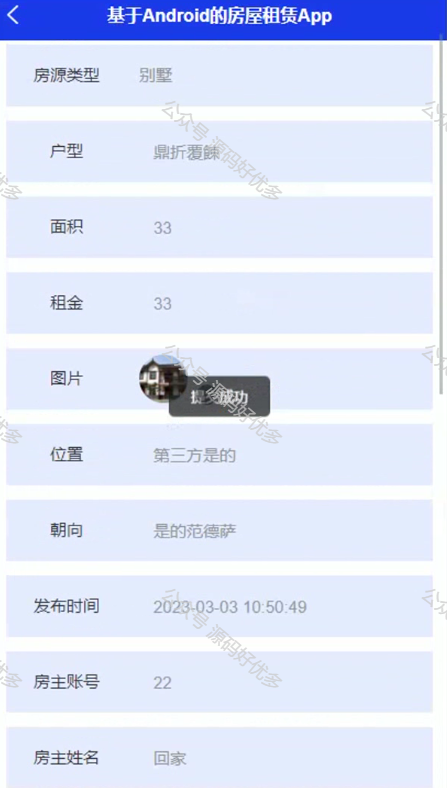 基于Android的房屋租赁App
房源类型 别墅
户型 鼎折覆餗
面积 33
租金 33
图片
提交成功
位置 第三方是的
朝向 是的范德萨
发布时间 2023-03-03 10:50:49
房主账号 22
房主姓名 回家
公众号 源码好优多
公众号 源码好优多
公众号 源码好优多